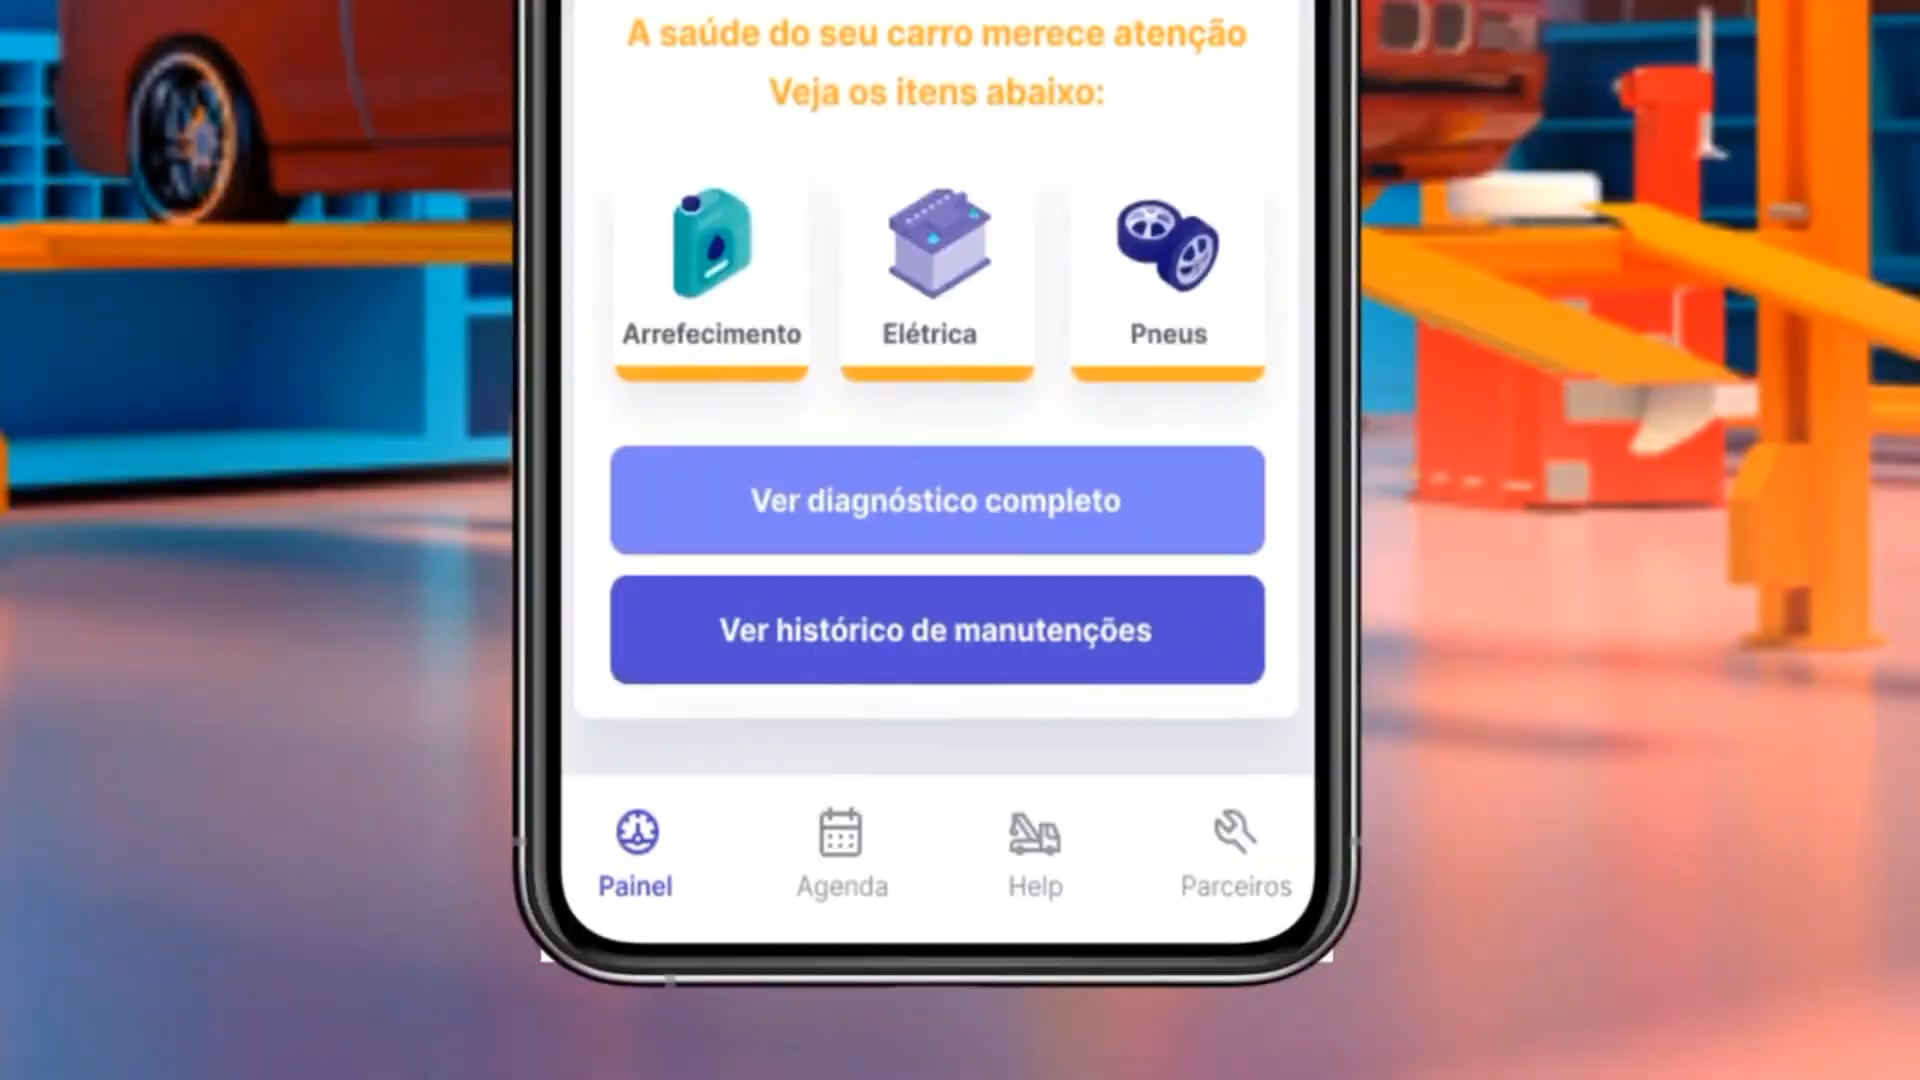 A saúde do seu carro merece atenção
Veja os itens abaixo:
Arrefecimento
Elétrica
Pneus
Ver diagnóstico completo
Ver histórico de manutenções
Painel
Agenda
Help
Parceiros